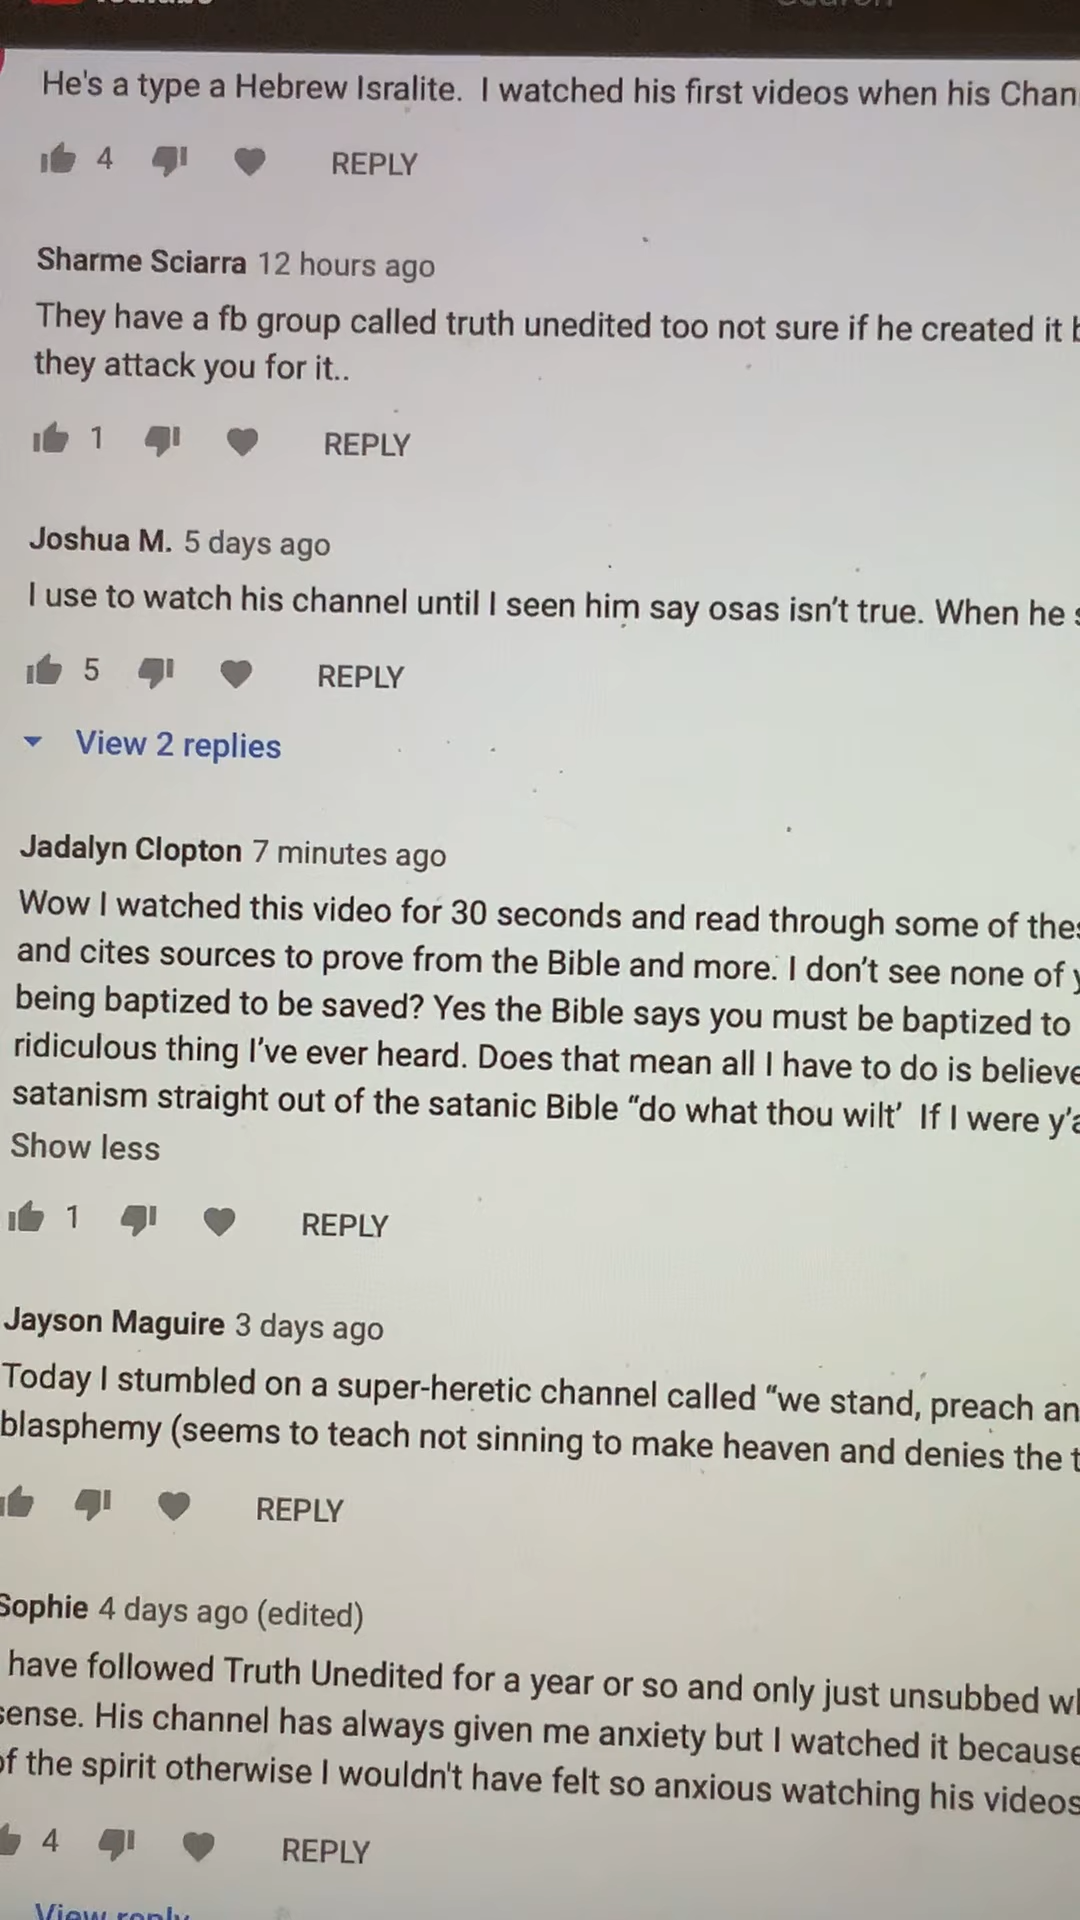 He's a type a Hebrew Isralite. I watched his first videos when his
4 REPLY
Sharme Sciarra 12 hours ago
They have a fb group called truth unedited too not sure if he created it
they attack you for it..
1 REPLY
Joshua M. 5 days ago
I use to watch his channel until I seen him say osas isn't true. When he
5 REPLY
View 2 replies
Jadalyn Clopton 7 minutes ago
Wow I watched this video for 30 seconds and read through some of
and cites sources to prove from the Bible and more. I don't see none of
being baptized to be saved? Yes the Bible says you must be baptized to
ridiculous thing I've ever heard. Does that mean all I have to do is believe
satanism straight out of the satanic Bible “do what thou wilt’ If I were
Show less
1 REPLY
Jayson Maguire 3 days ago
Today I stumbled on a super-heretic channel called “we stand, preach
blasphemy (seems to teach not sinning to make heaven and denies the
REPLY
Sophie 4 days ago (edited)
have followed Truth Unedited for a year or so and only just unsubbed
sense. His channel has always given me anxiety but I watched it because
of the spirit otherwise I wouldn't have felt so anxious watching his videos
4 REPLY
View reply